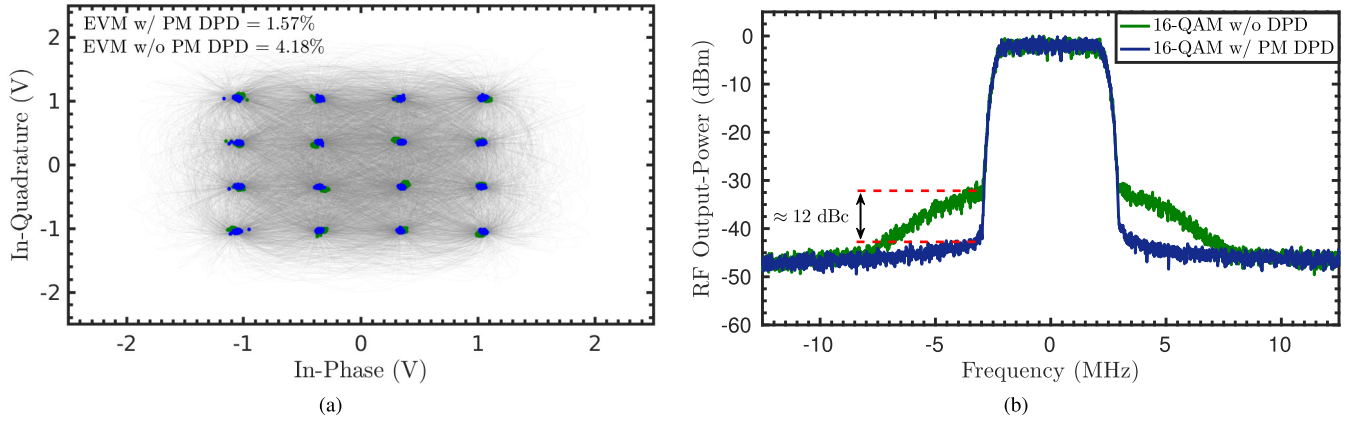 EVM w/ PM DPD = 1.57%
EVM w/o PM DPD = 4.18%
In-Quadrature (V)
2
1
0
-1
-2
-2
-1
0
1
2
In-Phase (V)
(a)
16-QAM w/o DPD
16-QAM w/ PM DPD
RF Output-Power (dBm)
0
-10
-20
-30
-40
-50
-60
≈ 12 dBc
-10
-5
0
5
10
Frequency (MHz)
(b)